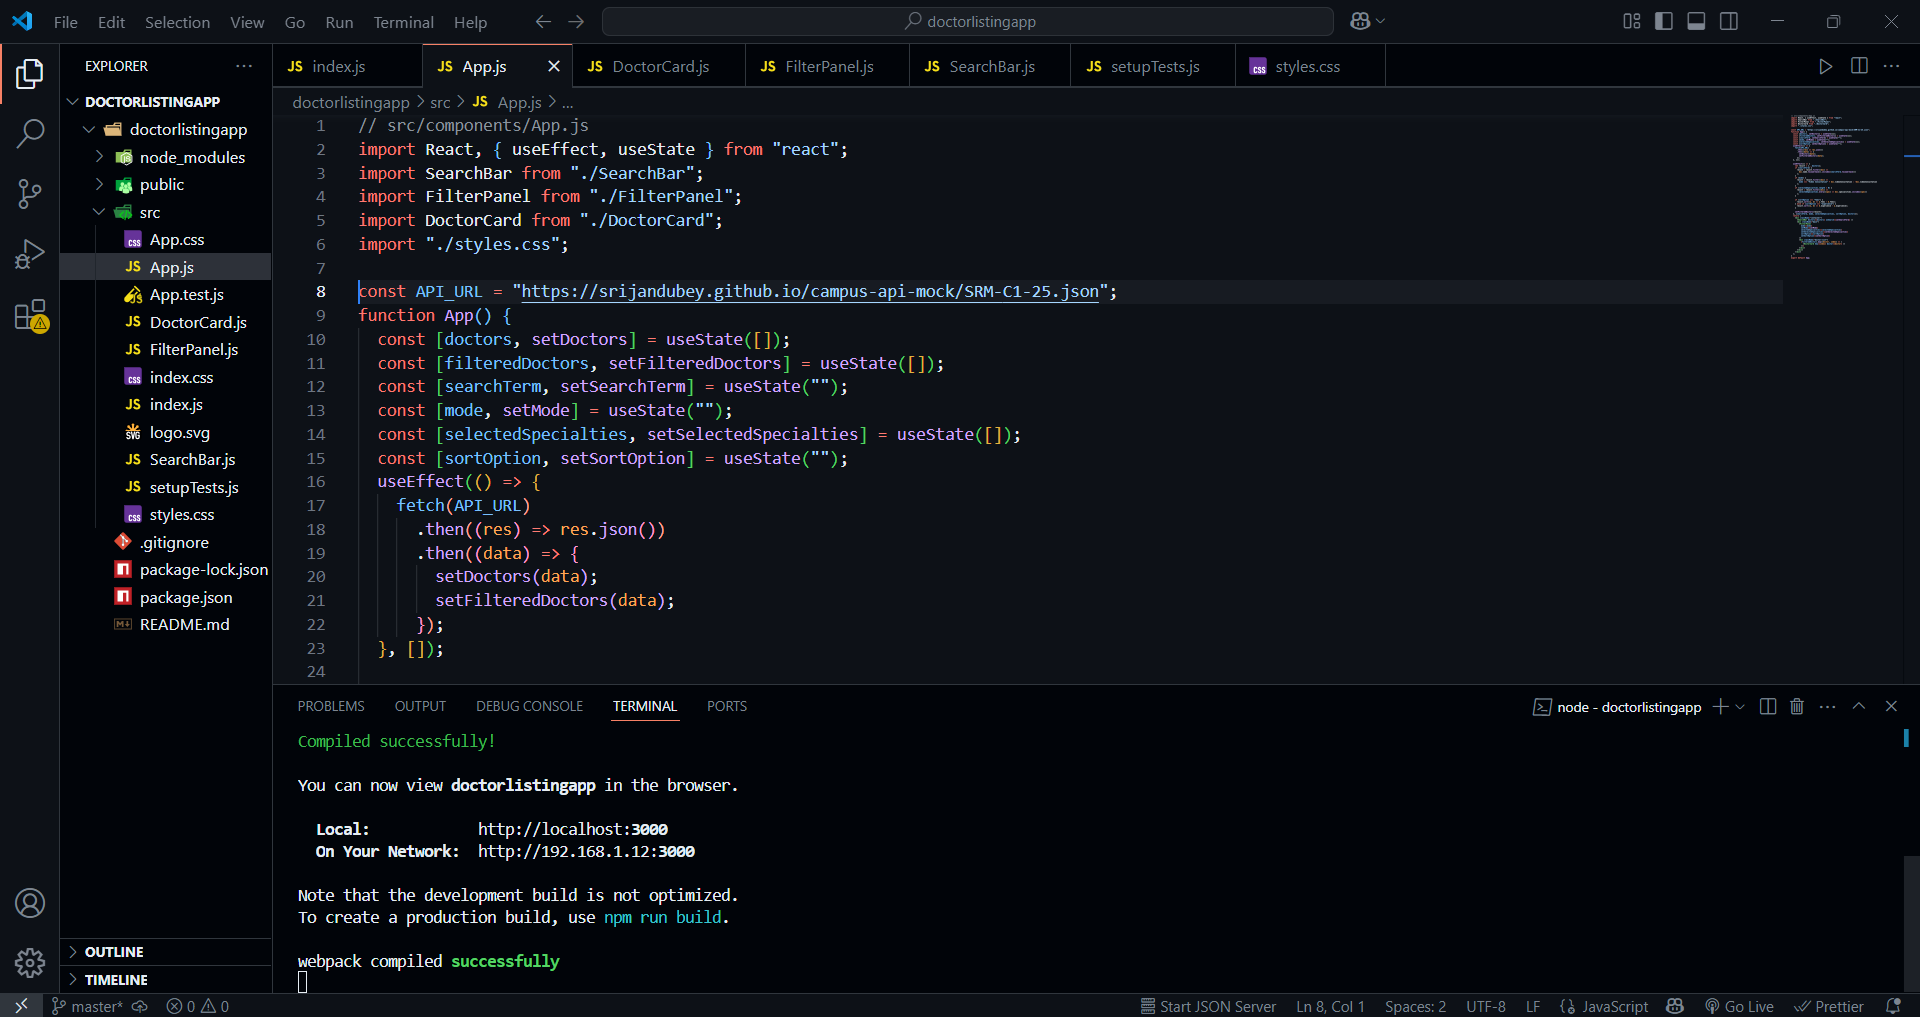 File Edit Selection View Go Run Terminal Help
doctorlistingapp
EXPLORER
DOCTORLISTINGAPP
doctorlistingapp
node_modules
public
src
App.css
App.js
App.test.js
DoctorCard.js
FilterPanel.js
index.css
index.js
logo.svg
SearchBar.js
setupTests.js
styles.css
.gitignore
package-lock.json
package.json
README.md
OUTLINE
TIMELINE
JS index.js JS App.js JS DoctorCard.js JS FilterPanel.js JS SearchBar.js JS setupTests.js css styles.css
doctorlistingapp > src > JS App.js > ...
1 // src/components/App.js
2 import React, { useEffect, useState } from "react";
3 import SearchBar from "./SearchBar";
4 import FilterPanel from "./FilterPanel";
5 import DoctorCard from "./DoctorCard";
6 import "./styles.css";
7
8 const API_URL = "https://srijandubey.github.io/campus-api-mock/SRM-C1-25.json";
9 function App() {
10 const [doctors, setDoctors] = useState([]);
11 const [filteredDoctors, setFilteredDoctors] = useState([]);
12 const [searchTerm, setSearchTerm] = useState("");
13 const [mode, setMode] = useState("");
14 const [selectedSpecialties, setSelectedSpecialties] = useState([]);
15 const [sortOption, setSortOption] = useState("");
16 useEffect(() => {
17 fetch(API_URL)
18 .then((res) => res.json())
19 .then((data) => {
20 setDoctors(data);
21 setFilteredDoctors(data);
22 });
23 }, []);
24
PROBLEMS OUTPUT DEBUG CONSOLE TERMINAL PORTS
node - doctorlistingapp
Compiled successfully!
You can now view doctorlistingapp in the browser.
Local: http://localhost:3000
On Your Network: http://192.168.1.12:3000
Note that the development build is not optimized.
To create a production build, use npm run build.
webpack compiled successfully
master* 0 0 Start JSON Server Ln 8, Col 1 Spaces: 2 UTF-8 LF {} JavaScript Go Live Prettier